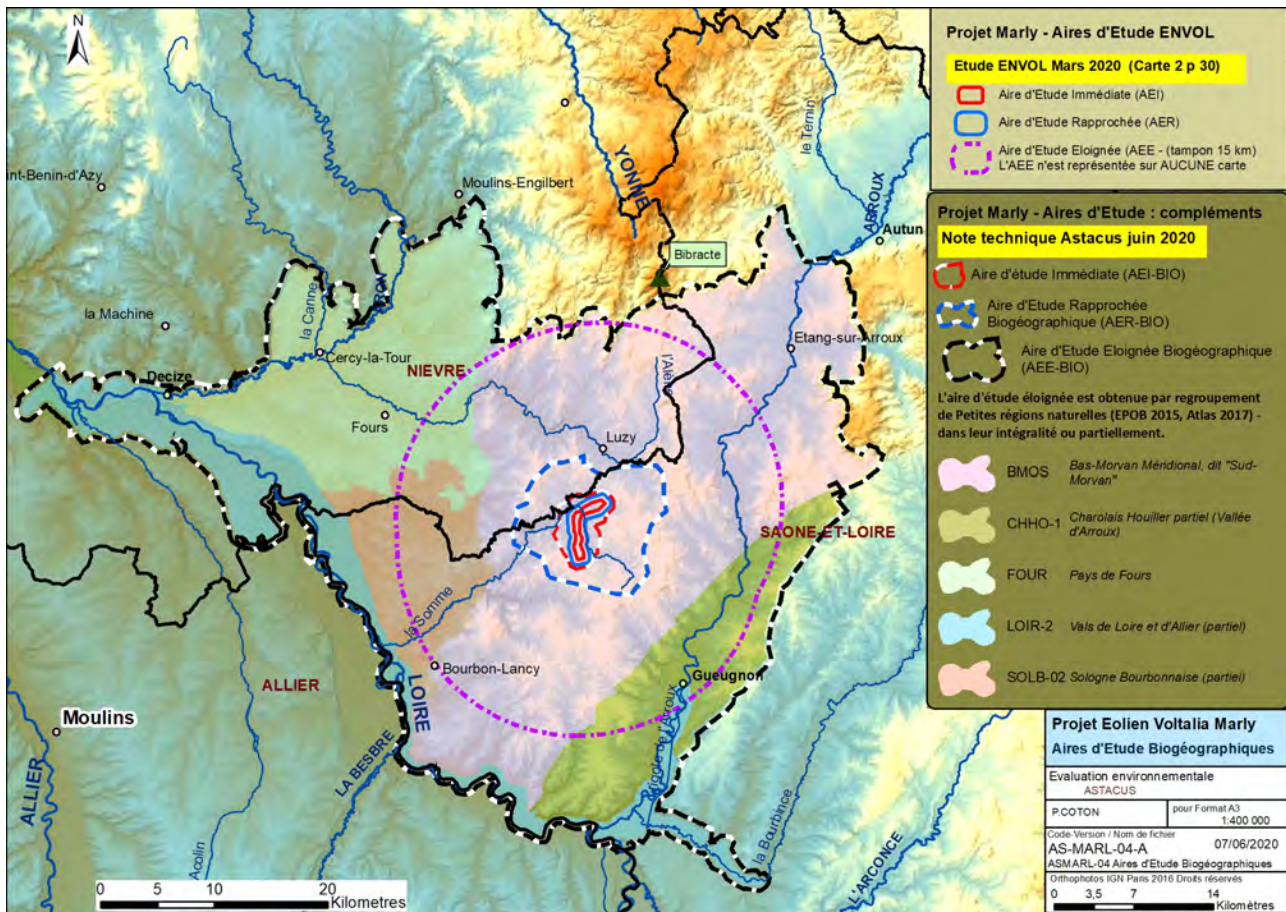 N
Projet Marly - Aires d'Etude ENVOL
Etude ENVOL Mars 2020 (Carte 2 p 30)
Aire d'Etude Immédiate (AEI)
Aire d'Etude Rapprochée (AER)
Aire d'Etude Eloignée (AEE - (tampon 15 km)
L'AEE n'est représentée sur AUCUNE carte
Projet Marly - Aires d'Etude : compléments
Note technique Astacus juin 2020
Aire d'étude Immédiate (AEI-BIO)
Aire d'Etude Rapprochée
Biogéographique (AER-BIO)
Aire d'Etude Eloignée Biogéographique
(AEE-BIO)
L'aire d'étude éloignée est obtenue par regroupement
de Petites régions naturelles (EPOB 2015, Atlas 2017) -
dans leur intégralité ou partiellement.
BMOS Bas-Morvan Méridional, dit "Sud-
Morvan"
CHHO-1 Charolais Houiller partiel (Vallée
d'Arroux)
FOUR Pays de Fours
LOIR-2 Vals de Loire et d'Allier (partiel)
SOLB-02 Sologne Bourbonnaise (partiel)
Projet Eolien Voltalia Marly
Aires d'Etude Biogéographiques
Evaluation environnementale
ASTACUS
P.COTON
pour Format A3
1:400 000
Code-Version / Nom de fichier
AS-MARL-04-A 07/06/2020
ASMARL-04 Aires d'Etude Biogéographiques
Orthophotos IGN Paris 2016 Droits réservés
0 3,5 7 14
Kilomètres
nt-Benin-d'Azy
Moulins-Engilbert
YONNE
le Ternin
ARROUX
Autun
Bibracte
la Machine
la Canne
Cercy-la-Tour
Decize
NIEVRE
Etang-sur-Arroux
Fours
Luzy
SAONE-ET-LOIRE
la Somme
Bourbon-Lancy
Gueugnon
ALLIER
LOIRE
Moulins
LA BESBRE
ALLIER
Acolin
la Bourbince
L'ARCONCE
0 5 10 20
Kilometres